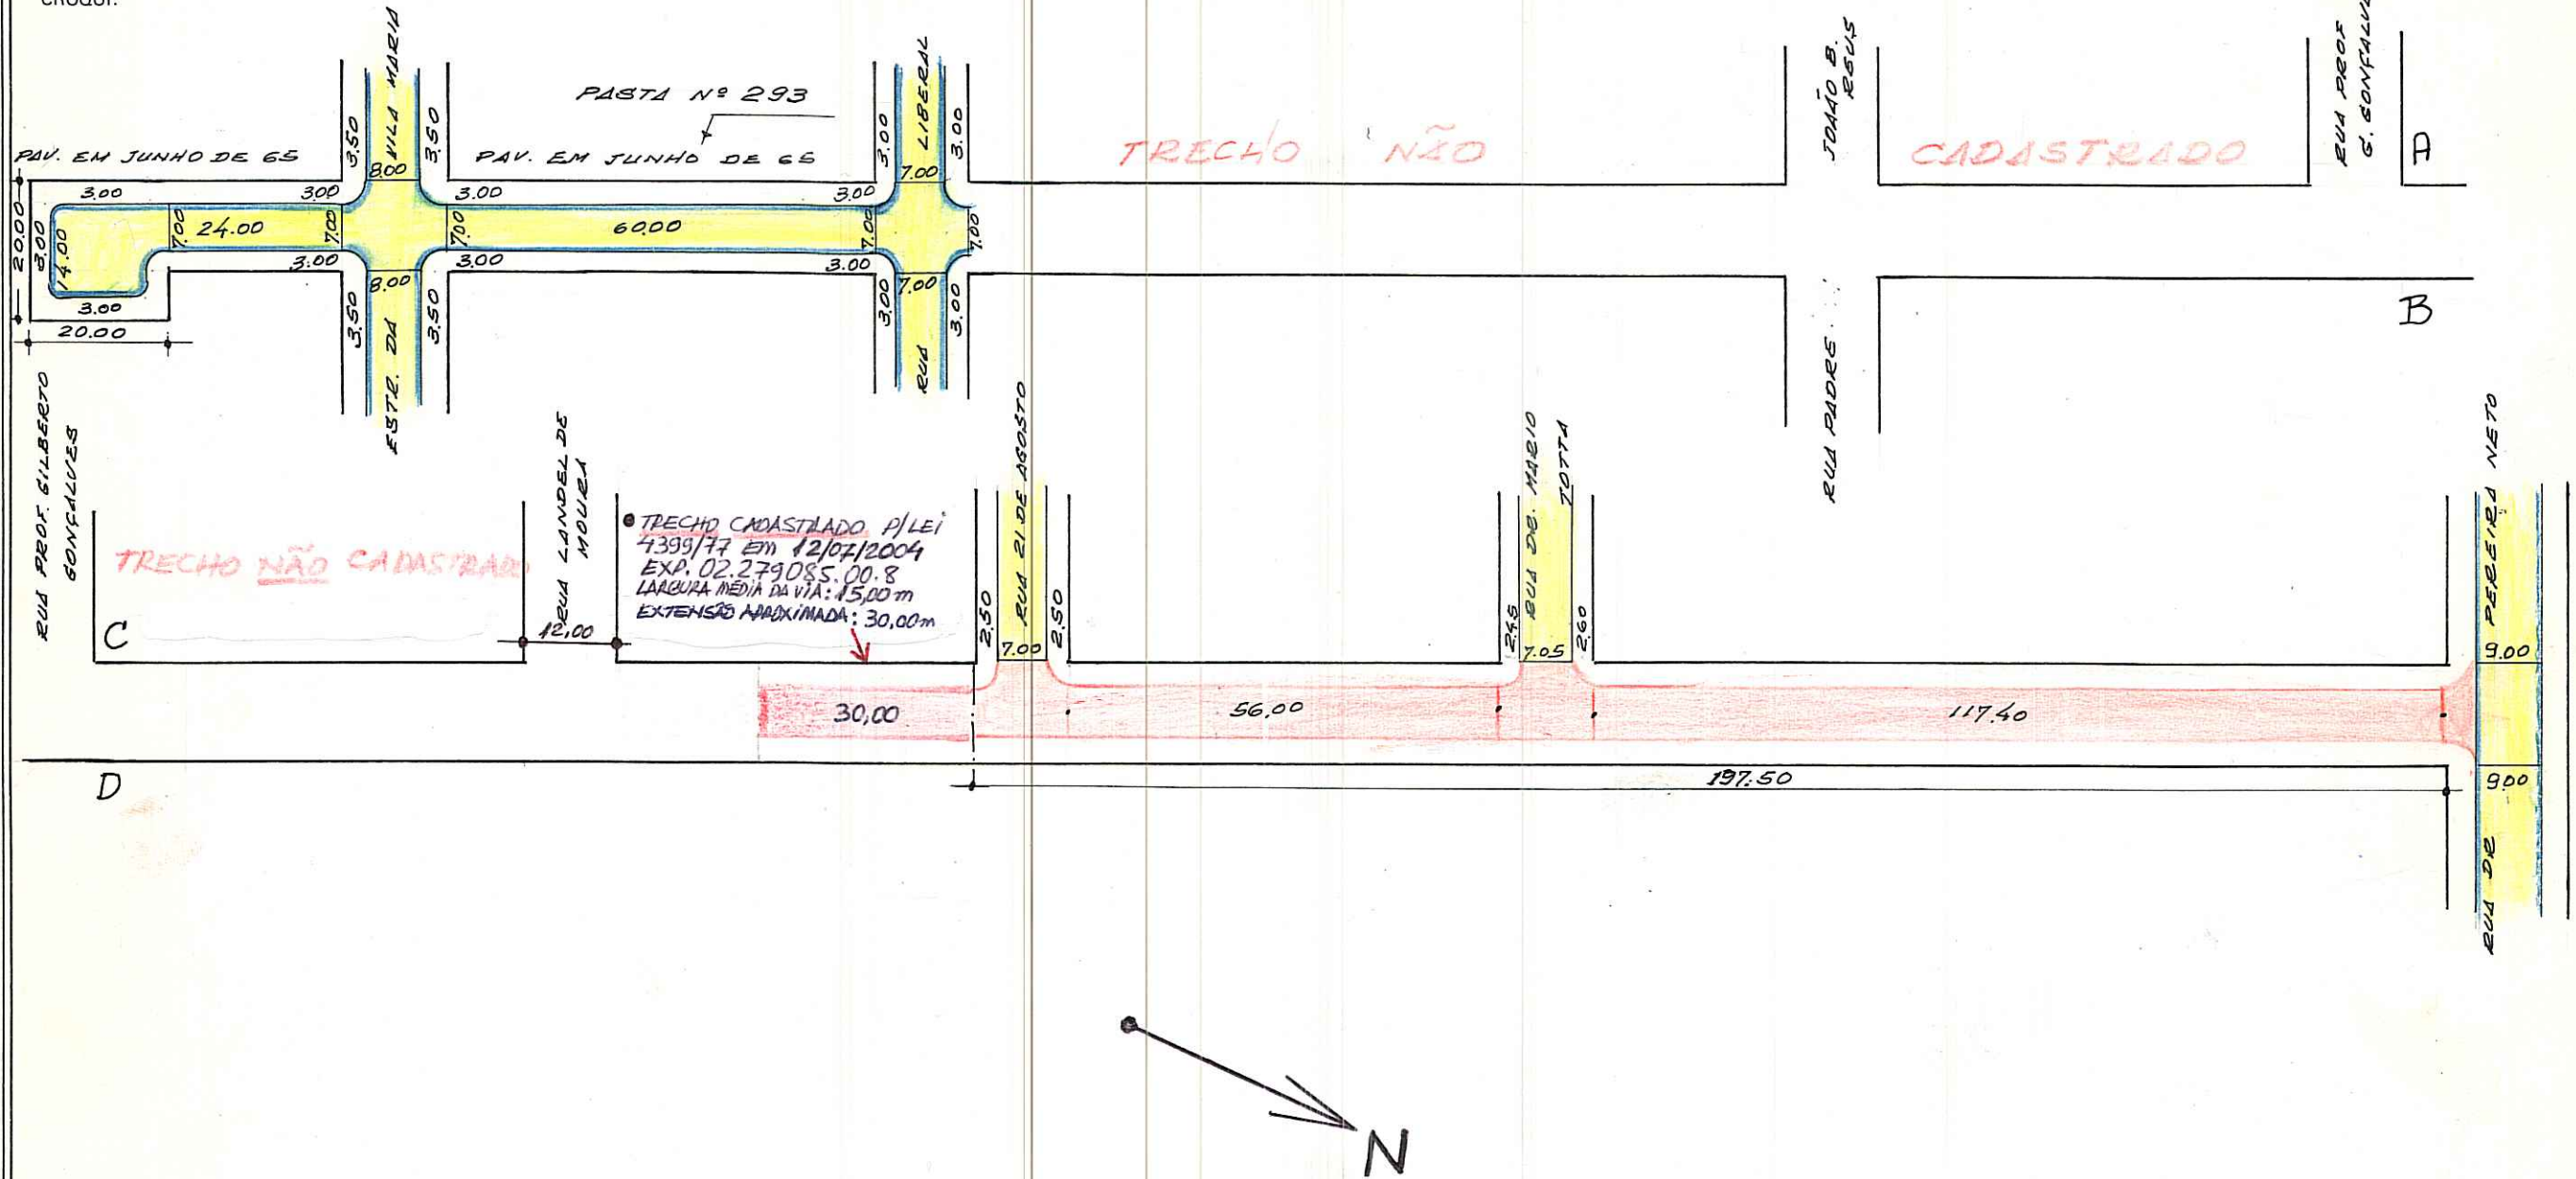 CROQUI:
ESTR. DA VILA MARIA
PASTA Nº 293
PAV. EM JUNHO DE 65
PAV. EM JUNHO DE 65
RUA LIBERAL
TRECHO NÃO CADASTRADO
RUA PADRE JOAÃO B. REGUS
RUA PROF
A
3.50
3.50
3.00
3.00
8.00
7.00
3.00
3.00
3.00
3.00
20.00
3.00
14.00
7.00
24.00
7.00
7.00
60.00
7.00
7.00
3.00
3.00
3.00
3.00
20.00
8.00
7.00
3.50
3.50
3.00
3.00
B
RUA PROF. GILBERTO
GONÇALVES
TRECHO NÃO CADASTRADO
C
RUA LANDEL DE
MOURA
12,00
TRECHO CADASTRADO P/LEI
4399/77 EM 12/07/2004
EXP. 02.279085.00.8
LARGURA MÉDIA DA VIA: 15,00m
EXTENSÃO APROXIMADA: 30,00m
2.50
RUA 21 DE AGOSTO
2.50
7.00
2.45
RUA DR. MARIO
TOTTA
2.60
7.05
RUA DR PEREIRA NETO
9.00
30,00
56,00
117.40
D
197.50
9.00
N